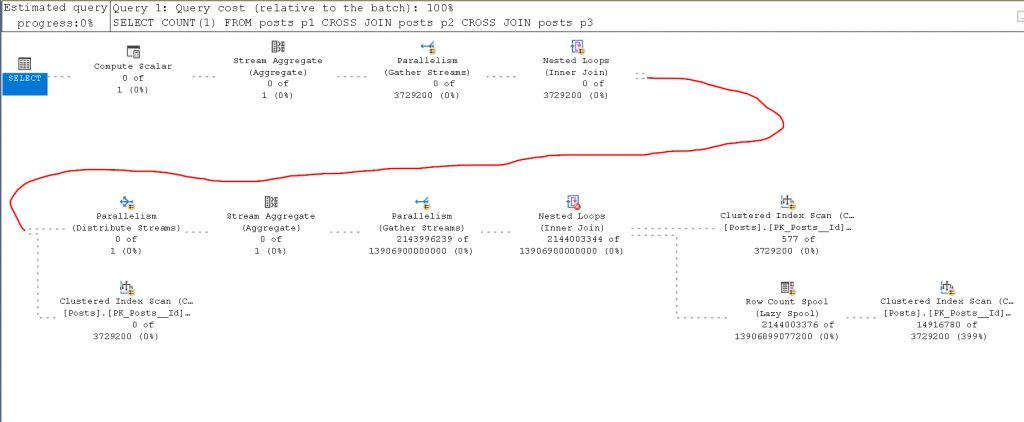 Estimated query
progress:0%
Query 1: Query cost (relative to the batch): 100%
SELECT COUNT(1) FROM posts p1 CROSS JOIN posts p2 CROSS JOIN posts p3
SELECT
Compute Scalar
0 of
1 (0%)
Stream Aggregate
(Aggregate)
0 of
1 (0%)
Parallelism
(Gather Streams)
0 of
3729200 (0%)
Nested Loops
(Inner Join)
0 of
3729200 (0%)
Parallelism
(Distribute Streams)
0 of
1 (0%)
Stream Aggregate
(Aggregate)
0 of
1 (0%)
Parallelism
(Gather Streams)
2143996239 of
13906900000000 (0%)
Nested Loops
(Inner Join)
2144003344 of
13906900000000 (0%)
Clustered Index Scan (C…
[Posts].[PK_Posts__Id]…
577 of
3729200 (0%)
Clustered Index Scan (C…
[Posts].[PK_Posts__Id]…
0 of
3729200 (0%)
Row Count Spool
(Lazy Spool)
2144003376 of
13906899077200 (0%)
Clustered Index Scan (C…
[Posts].[PK_Posts__Id]…
14916780 of
3729200 (399%)